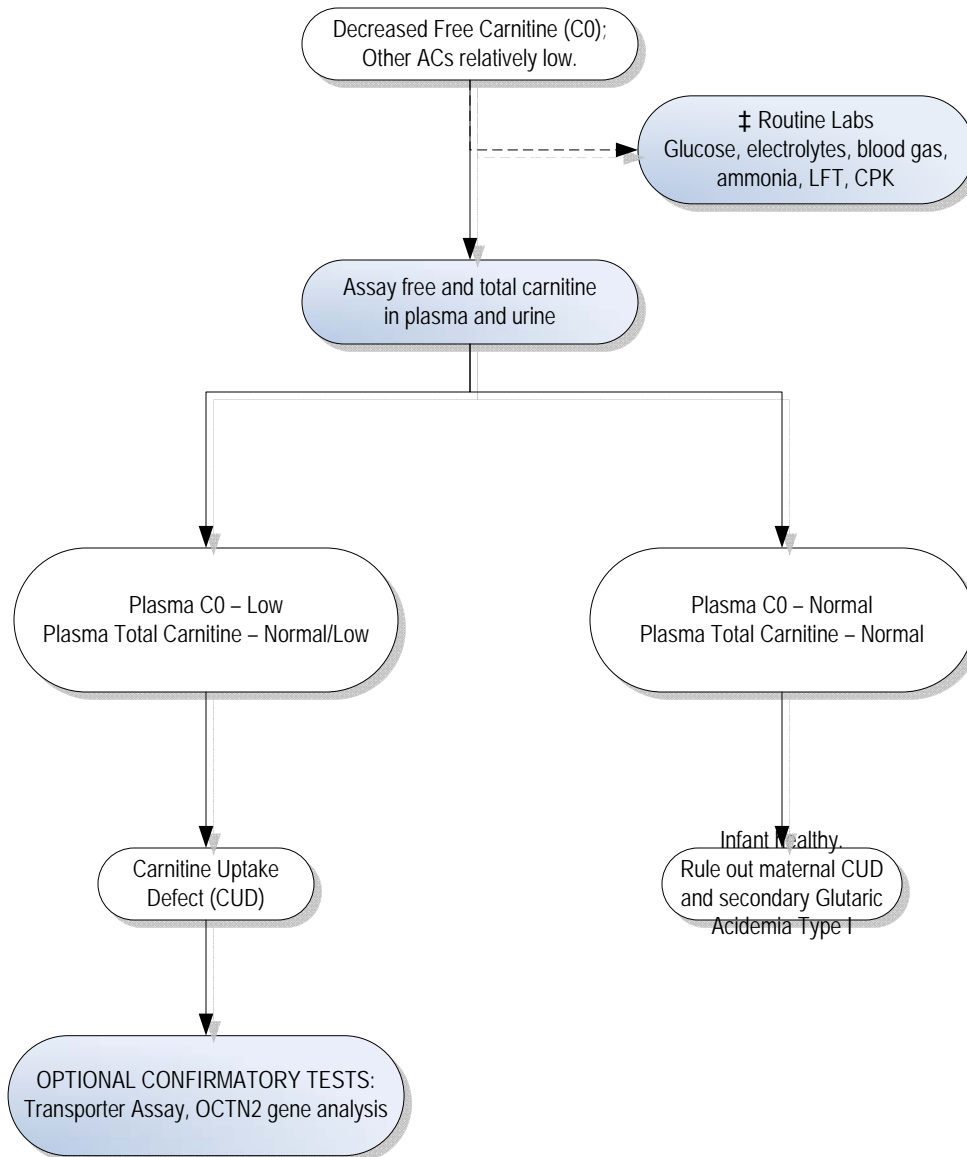 Decreased Free Carnitine (C0);
Other ACs relatively low.
‡ Routine Labs
Glucose, electrolytes, blood gas,
ammonia, LFT, CPK
Assay free and total carnitine
in plasma and urine
Plasma C0 – Low
Plasma Total Carnitine – Normal/Low
Plasma C0 – Normal
Plasma Total Carnitine – Normal
Carnitine Uptake
Defect (CUD)
Infant healthy.
Rule out maternal CUD
and secondary Glutaric
Acidemia Type I
OPTIONAL CONFIRMATORY TESTS:
Transporter Assay, OCTN2 gene analysis